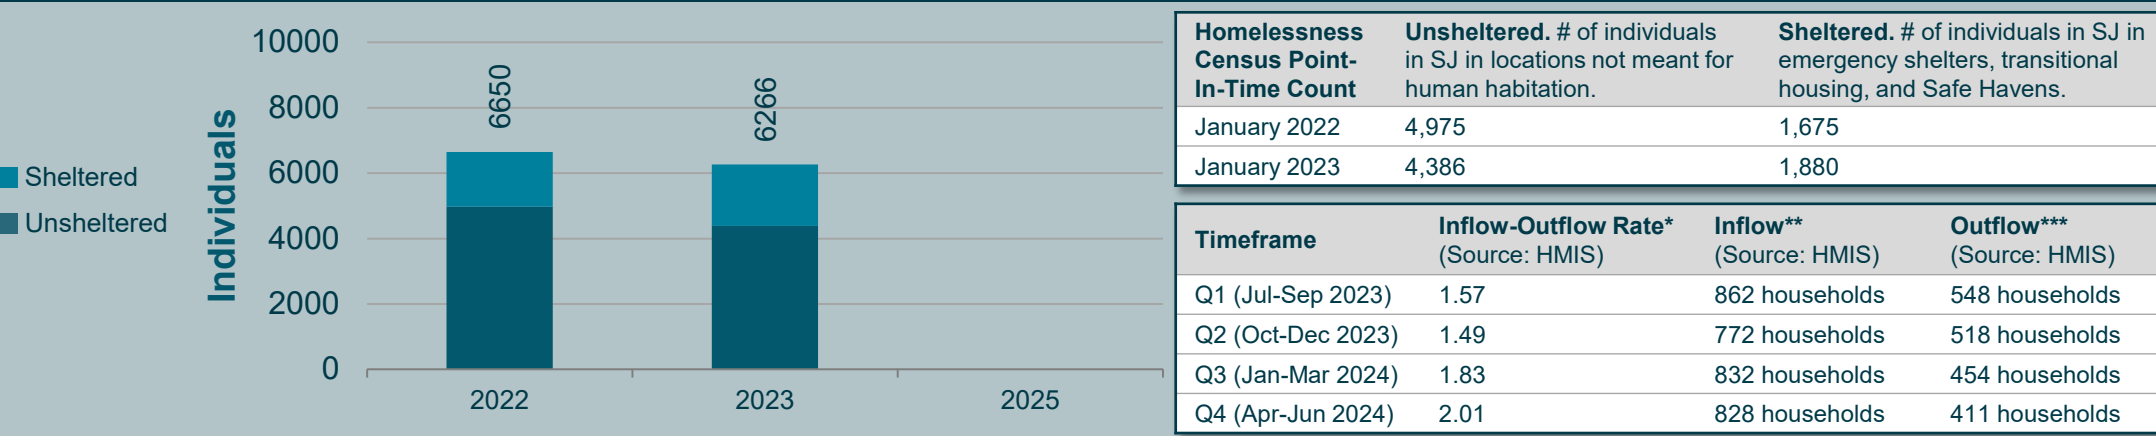 10000
8000
6000
4000
2000
0
Individuals
Sheltered
Unsheltered
6650
6266
2022
2023
2025
Homelessness Census Point-In-Time Count
Unsheltered. # of individuals in SJ in locations not meant for human habitation.
Sheltered. # of individuals in SJ in emergency shelters, transitional housing, and Safe Havens.
January 2022 4,975 1,675
January 2023 4,386 1,880
Timeframe
Inflow-Outflow Rate* (Source: HMIS)
Inflow** (Source: HMIS)
Outflow*** (Source: HMIS)
Q1 (Jul-Sep 2023) 1.57 862 households 548 households
Q2 (Oct-Dec 2023) 1.49 772 households 518 households
Q3 (Jan-Mar 2024) 1.83 832 households 454 households
Q4 (Apr-Jun 2024) 2.01 828 households 411 households